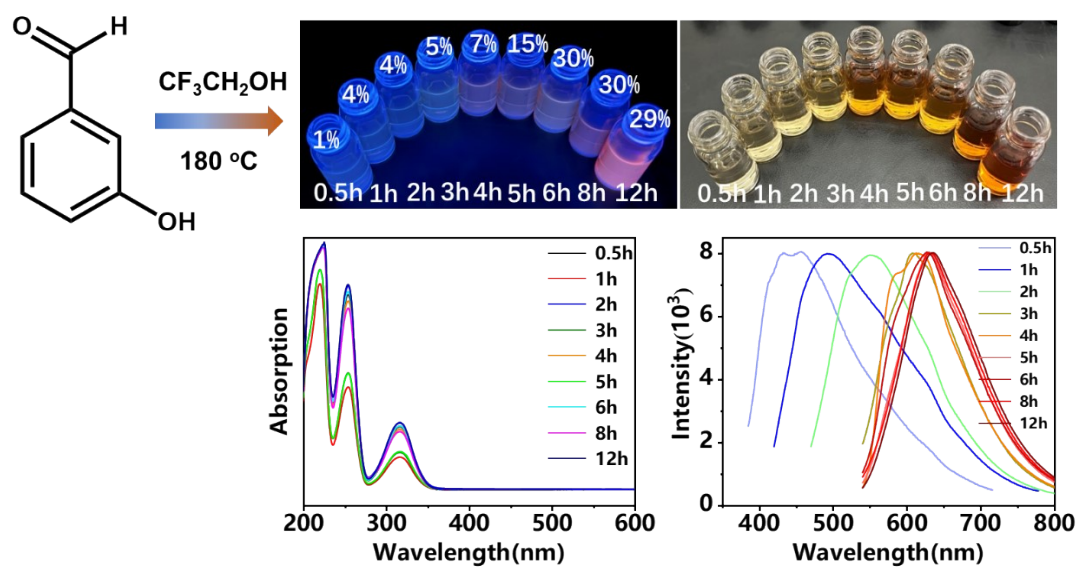 O
H
OH
CF₃CH₂OH
180 ºC
1%
4%
4%
5%
7%
15%
30%
30%
29%
0.5h 1h 2h 3h 4h 5h 6h 8h 12h
0.5h 1h 2h 3h 4h 5h 6h 8h 12h
Absorption
0.5h
1h
2h
3h
4h
5h
6h
8h
12h
200 300 400 500 600
Wavelength(nm)
Intensity(10³)
8
6
4
2
0
0.5h
1h
2h
3h
4h
5h
6h
8h
12h
400 500 600 700 800
Wavelength(nm)